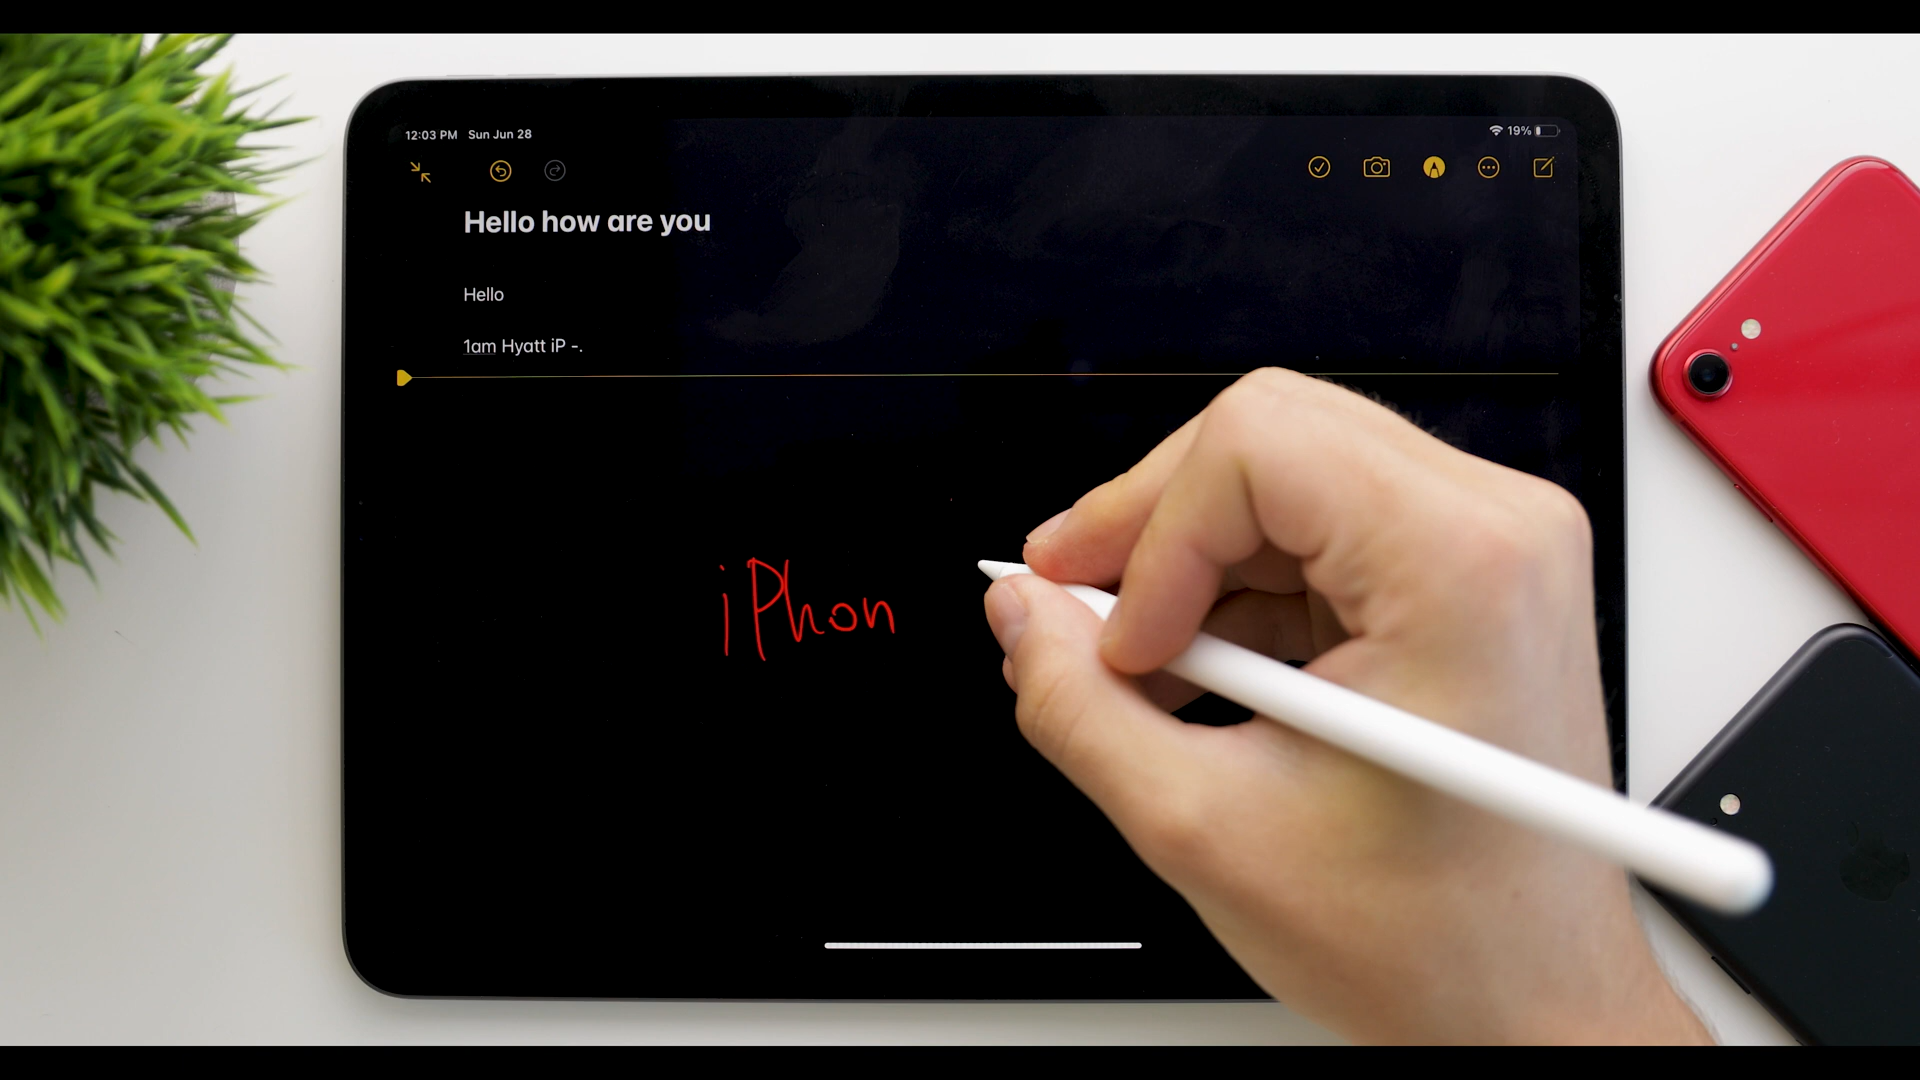 12:03 PM Sun Jun 28 19%
Hello how are you
Hello
1am Hyatt iP -.
iPhon